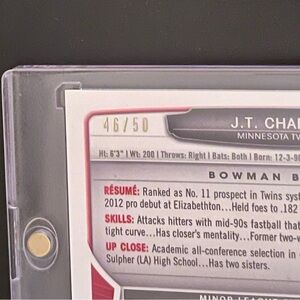 46/50
J.T. CHA
MINNESOTA TW
Ht: 6'3" | Wt: 200 | Throws: Right | Bats: Both | Born: 12-3-9
BOWMAN B
RÉSUMÉ: Ranked as No. 11 prospect in Twins syst
2012 pro debut at Elizabethton...Held foes to .182
SKILLS: Attacks hitters with mid-90s fastball that
tight curve...Has closer's mentality...Former two-w
UP CLOSE: Academic all-conference selection in
Sulpher (LA) High School...Has two sisters.
MINOR LEAGUE